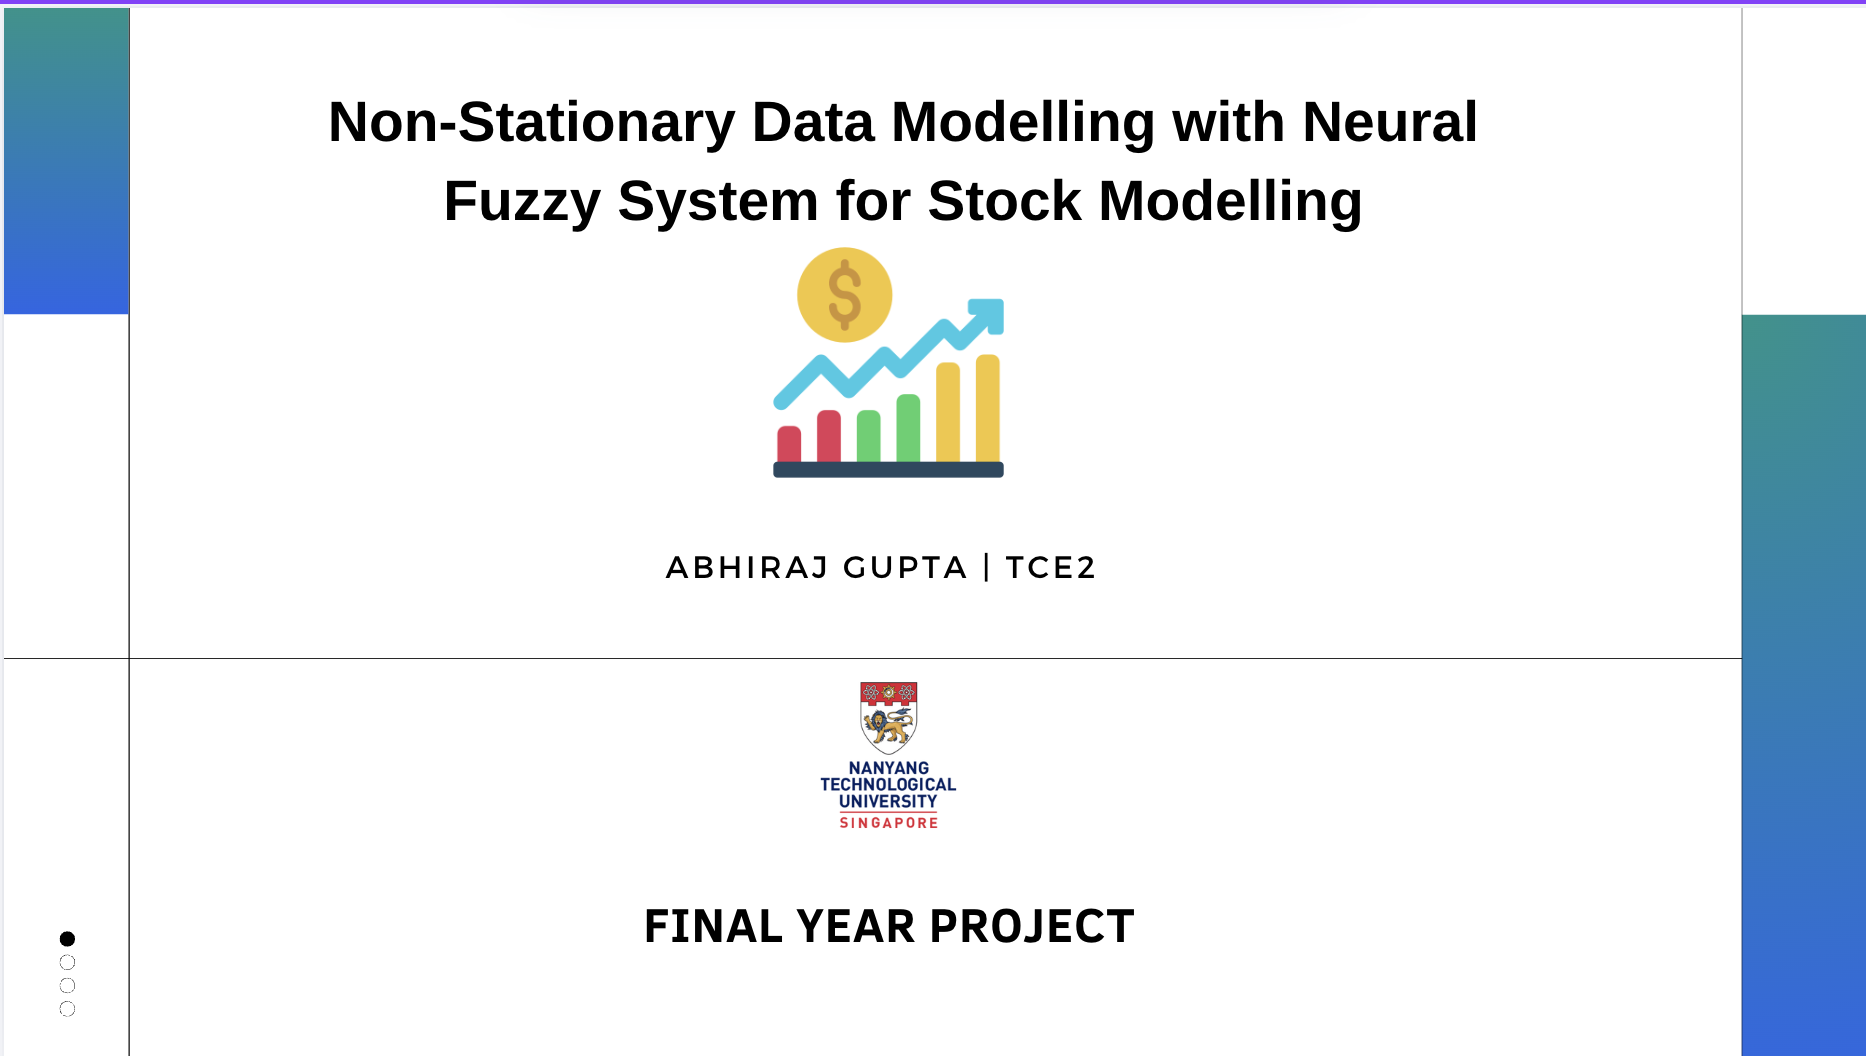 Non-Stationary Data Modelling with Neural
Fuzzy System for Stock Modelling
$
ABHIRAJ GUPTA | TCE2
NANYANG
TECHNOLOGICAL
UNIVERSITY
SINGAPORE
FINAL YEAR PROJECT